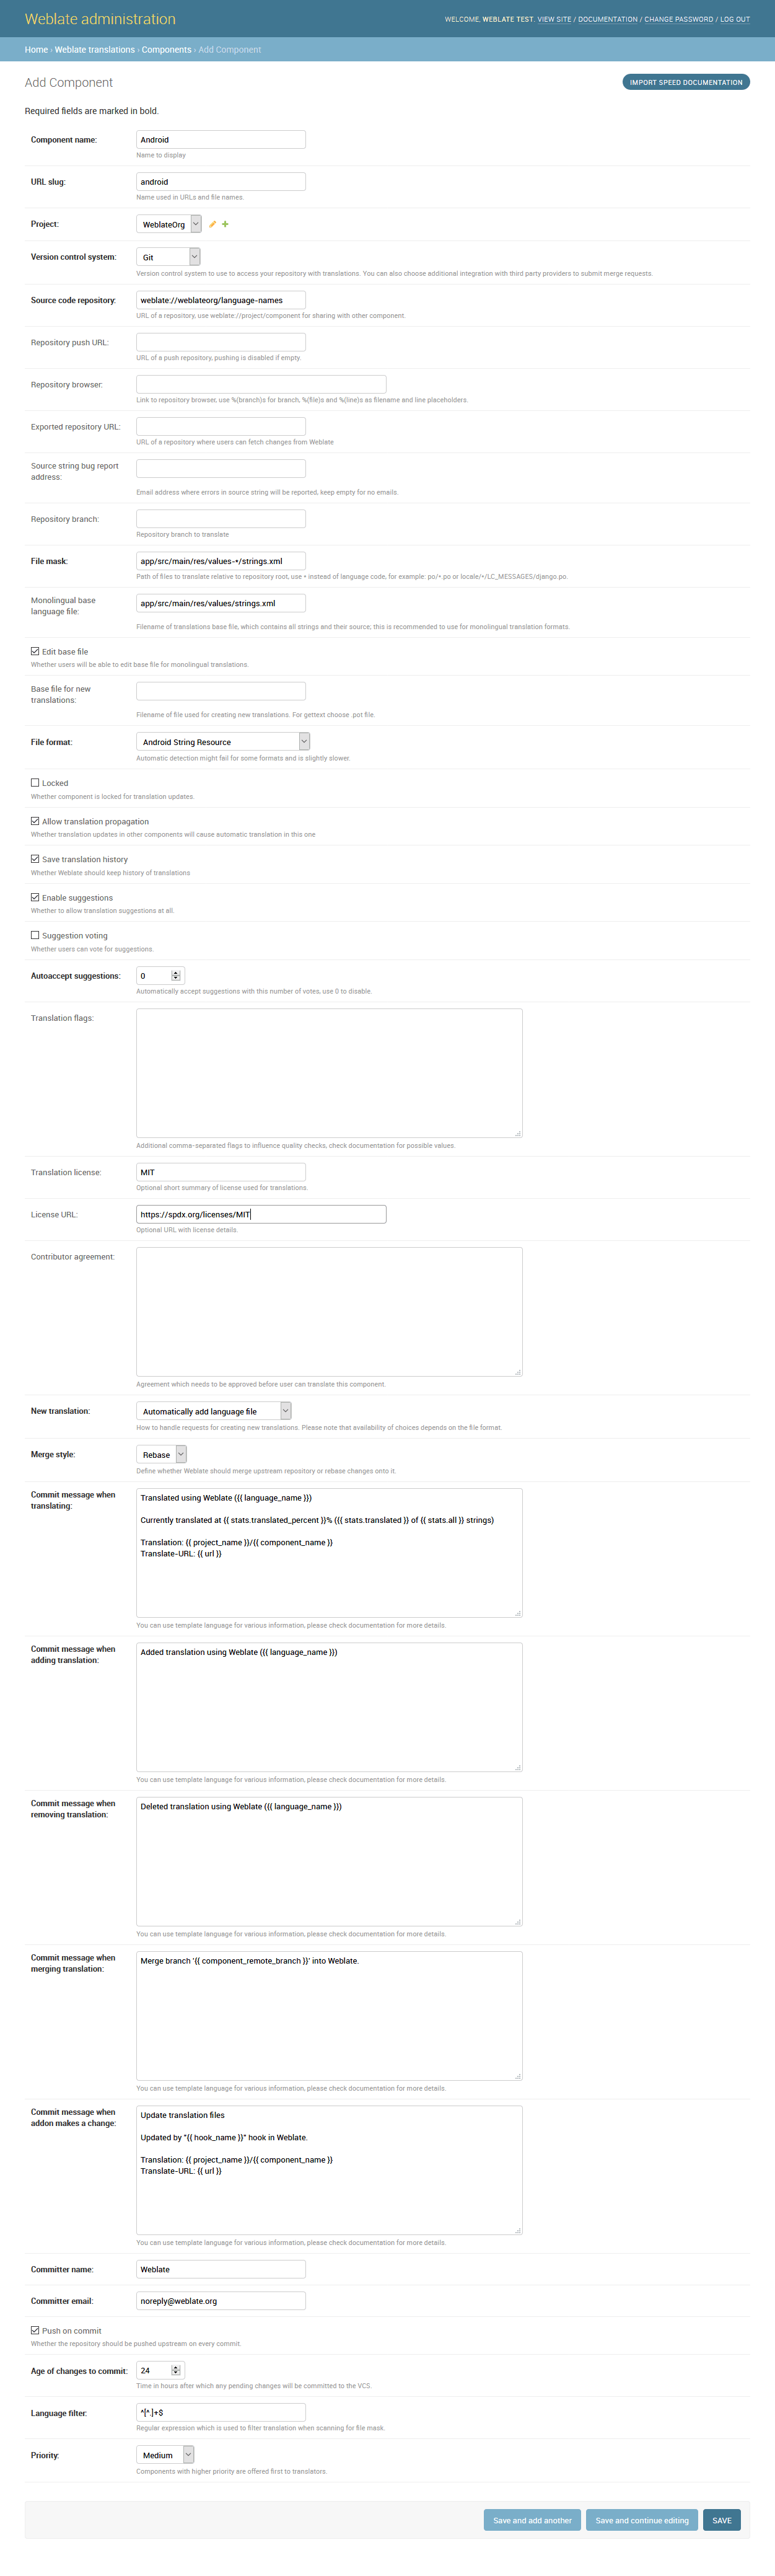 Weblate administration
WELCOME, WEBLATE TEST. VIEW SITE / DOCUMENTATION / CHANGE PASSWORD / LOG OUT
Home › Weblate translations › Components › Add Component
Add Component
IMPORT SPEED DOCUMENTATION
Required fields are marked in bold.
Component name: Android
Name to display
URL slug: android
Name used in URLs and file names.
Project: WeblateOrg
Version control system: Git
Version control system to use to access your repository with translations. You can also choose additional integration with third party providers to submit merge requests.
Source code repository: weblate://weblateorg/language-names
URL of a repository, use weblate://project/component for sharing with other component.
Repository push URL:
URL of a push repository, pushing is disabled if empty.
Repository browser:
Link to repository browser, use %(branch)s for branch, %(file)s and %(line)s as filename and line placeholders.
Exported repository URL:
URL of a repository where users can fetch changes from Weblate
Source string bug report
address:
Email address where errors in source string will be reported, keep empty for no emails.
Repository branch:
Repository branch to translate
File mask: app/src/main/res/values-*/strings.xml
Path of files to translate relative to repository root, use * instead of language code, for example: po/*.po or locale/*/LC_MESSAGES/django.po.
Monolingual base
language file: app/src/main/res/values/strings.xml
Filename of translations base file, which contains all strings and their source; this is recommended to use for monolingual translation formats.
Edit base file
Whether users will be able to edit base file for monolingual translations.
Base file for new
translations:
Filename of file used for creating new translations. For gettext choose .pot file.
File format: Android String Resource
Automatic detection might fail for some formats and is slightly slower.
Locked
Whether component is locked for translation updates.
Allow translation propagation
Whether translation updates in other components will cause automatic translation in this one
Save translation history
Whether Weblate should keep history of translations
Enable suggestions
Whether to allow translation suggestions at all.
Suggestion voting
Whether users can vote for suggestions.
Autoaccept suggestions: 0
Automatically accept suggestions with this number of votes, use 0 to disable.
Translation flags:
Additional comma-separated flags to influence quality checks, check documentation for possible values.
Translation license: MIT
Optional short summary of license used for translations.
License URL: https://spdx.org/licenses/MIT
Optional URL with license details.
Contributor agreement:
Agreement which needs to be approved before user can translate this component.
New translation: Automatically add language file
How to handle requests for creating new translations. Please note that availability of choices depends on the file format.
Merge style: Rebase
Define whether Weblate should merge upstream repository or rebase changes onto it.
Commit message when
translating:
Translated using Weblate ({{ language_name }})
Currently translated at {{ stats.translated_percent }}% ({{ stats.translated }} of {{ stats.all }} strings)
Translation: {{ project_name }}/{{ component_name }}
Translate-URL: {{ url }}
You can use template language for various information, please check documentation for more details.
Commit message when
adding translation:
Added translation using Weblate ({{ language_name }})
You can use template language for various information, please check documentation for more details.
Commit message when
removing translation:
Deleted translation using Weblate ({{ language_name }})
You can use template language for various information, please check documentation for more details.
Commit message when
merging translation:
Merge branch '{{ component_remote_branch }}' into Weblate.
You can use template language for various information, please check documentation for more details.
Commit message when
addon makes a change:
Update translation files
Updated by "{{ hook_name }}" hook in Weblate.
Translation: {{ project_name }}/{{ component_name }}
Translate-URL: {{ url }}
You can use template language for various information, please check documentation for more details.
Committer name: Weblate
Committer email: noreply@weblate.org
Push on commit
Whether the repository should be pushed upstream on every commit.
Age of changes to commit: 24
Time in hours after which any pending changes will be committed to the VCS.
Language filter: ^[^.]+$
Regular expression which is used to filter translation when scanning for file mask.
Priority: Medium
Components with higher priority are offered first to translators.
Save and add another
Save and continue editing
SAVE